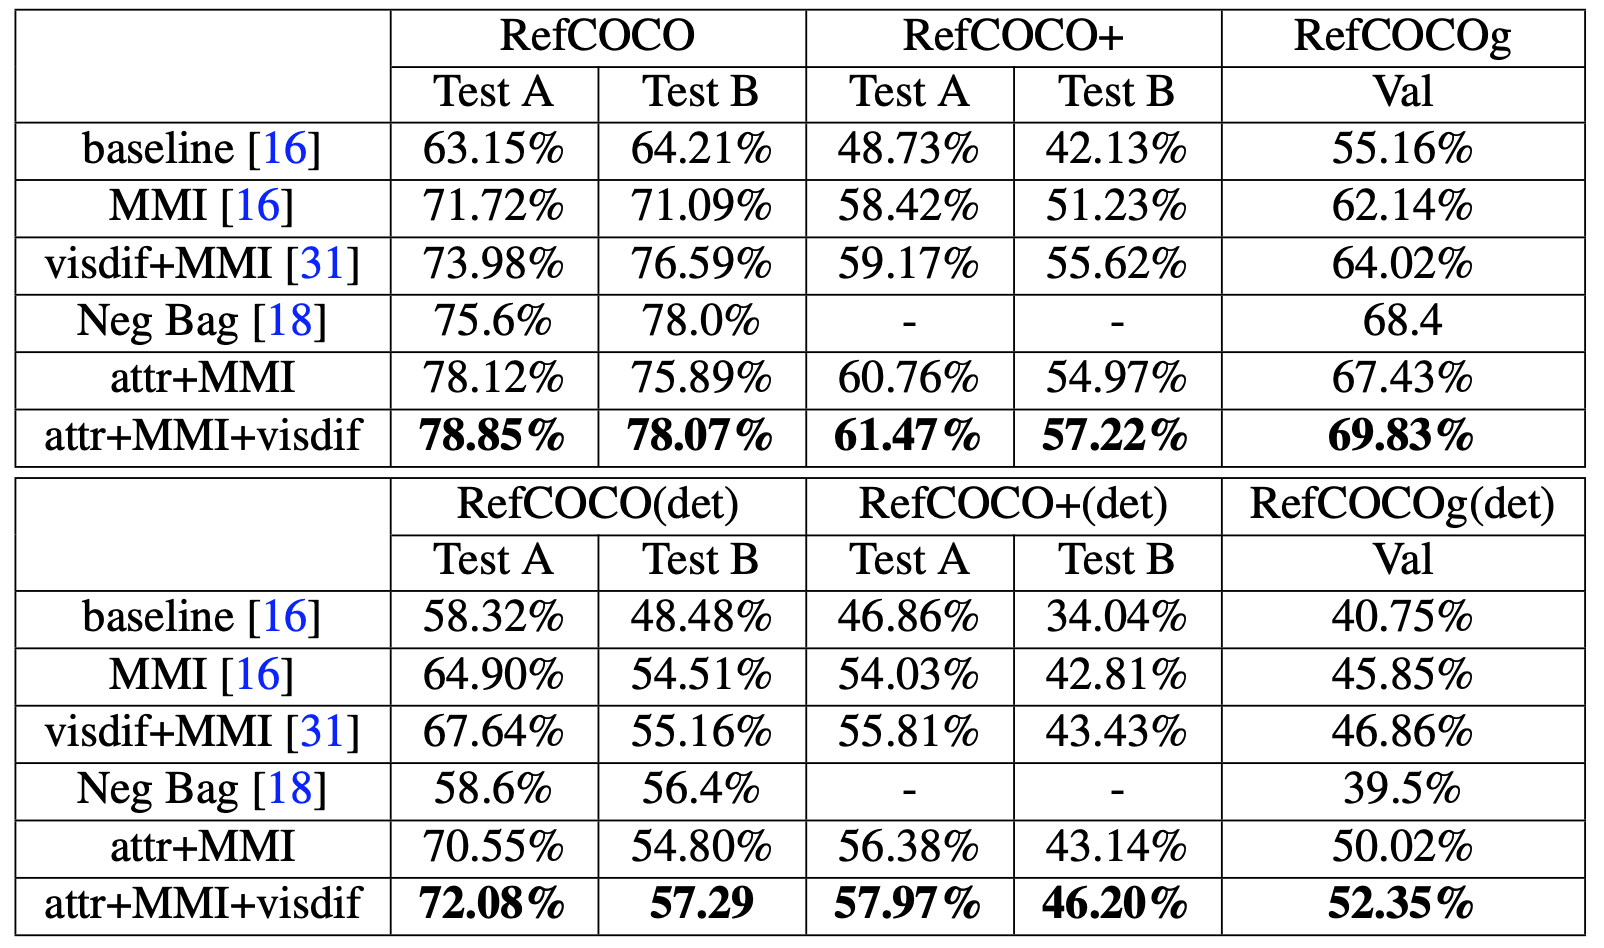 RefCOCO RefCOCO+ RefCOCOg
Test A Test B Test A Test B Val
baseline [16] 63.15% 64.21% 48.73% 42.13% 55.16%
MMI [16] 71.72% 71.09% 58.42% 51.23% 62.14%
visdif+MMI [31] 73.98% 76.59% 59.17% 55.62% 64.02%
Neg Bag [18] 75.6% 78.0% - - 68.4
attr+MMI 78.12% 75.89% 60.76% 54.97% 67.43%
attr+MMI+visdif 78.85% 78.07% 61.47% 57.22% 69.83%
RefCOCO(det) RefCOCO+(det) RefCOCOg(det)
Test A Test B Test A Test B Val
baseline [16] 58.32% 48.48% 46.86% 34.04% 40.75%
MMI [16] 64.90% 54.51% 54.03% 42.81% 45.85%
visdif+MMI [31] 67.64% 55.16% 55.81% 43.43% 46.86%
Neg Bag [18] 58.6% 56.4% - - 39.5%
attr+MMI 70.55% 54.80% 56.38% 43.14% 50.02%
attr+MMI+visdif 72.08% 57.29 57.97% 46.20% 52.35%